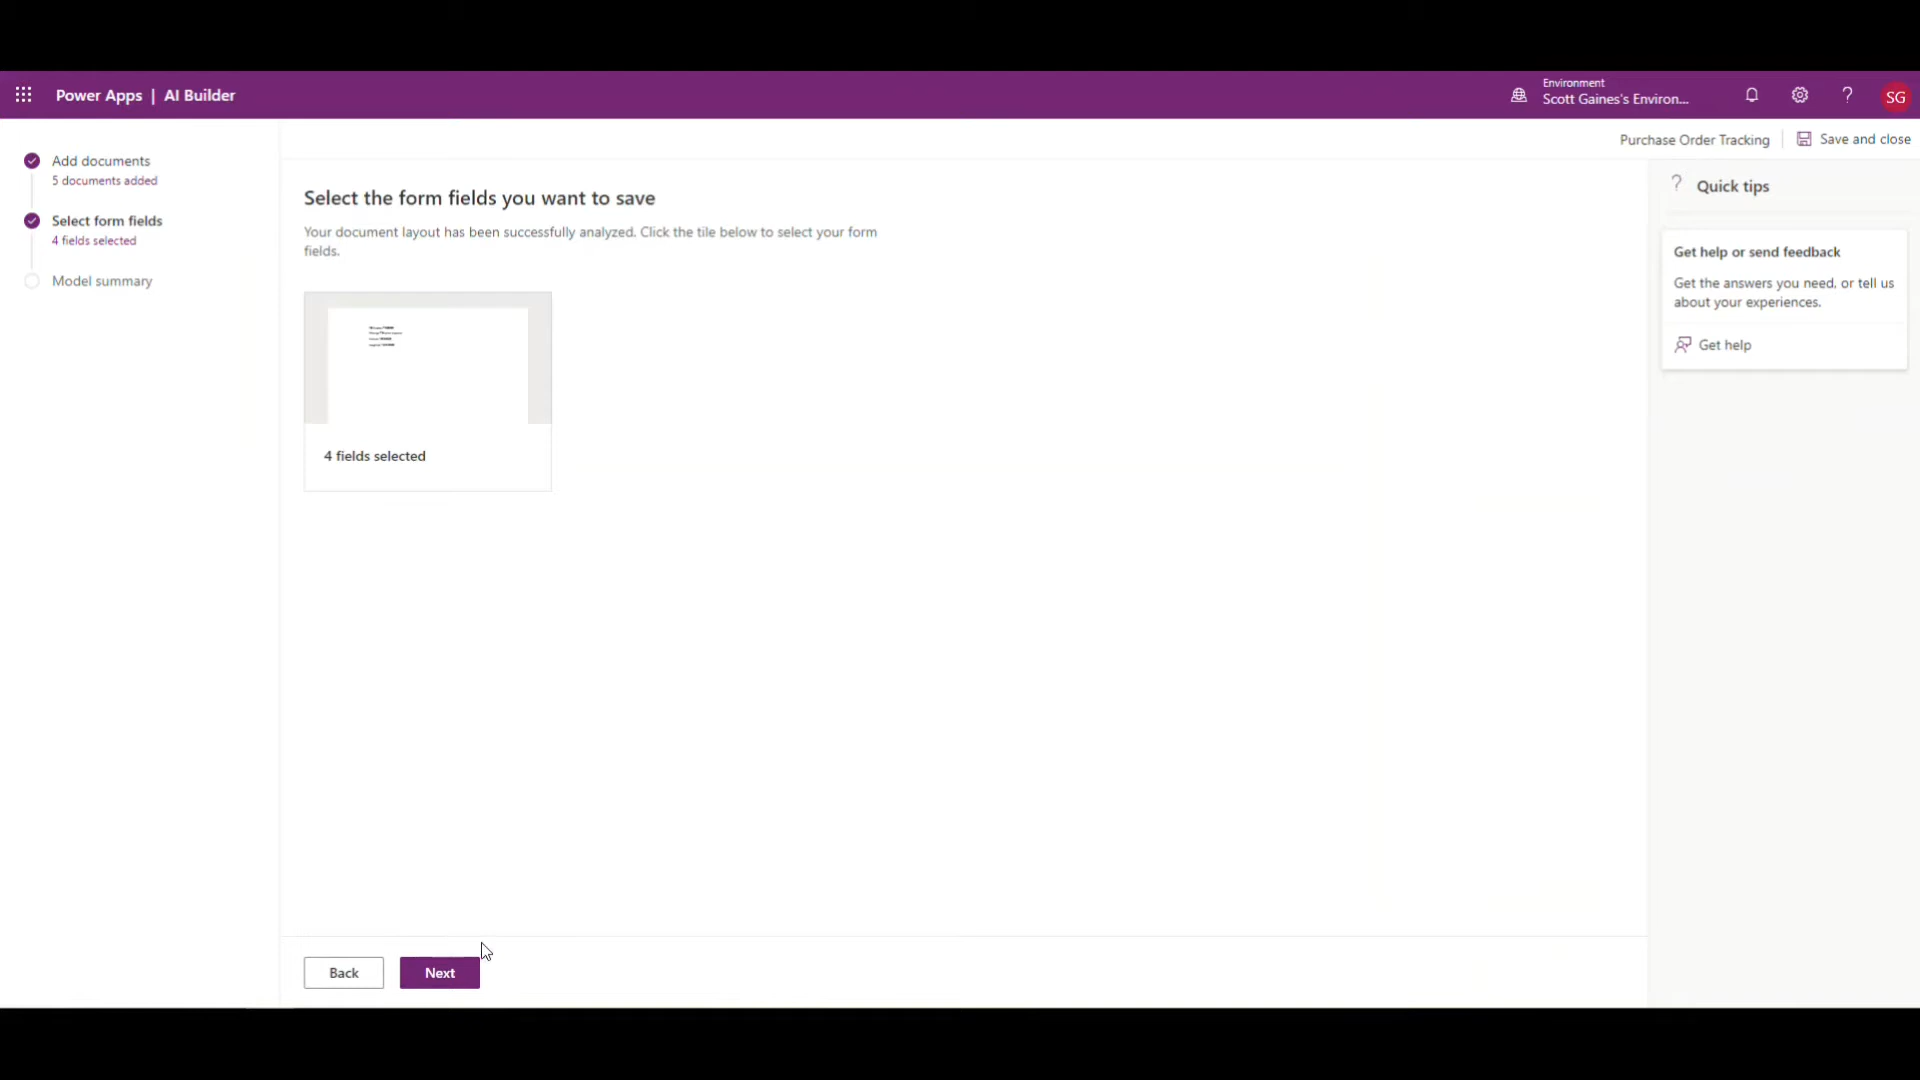 Power Apps | AI Builder
Environment
Scott Gaines's Environ...
?
SG
Purchase Order Tracking
Save and close
Add documents
5 documents added
Select form fields
4 fields selected
Model summary
Select the form fields you want to save
Your document layout has been successfully analyzed. Click the tile below to select your form
fields.
4 fields selected
? Quick tips
Get help or send feedback
Get the answers you need, or tell us
about your experiences.
Get help
Back
Next